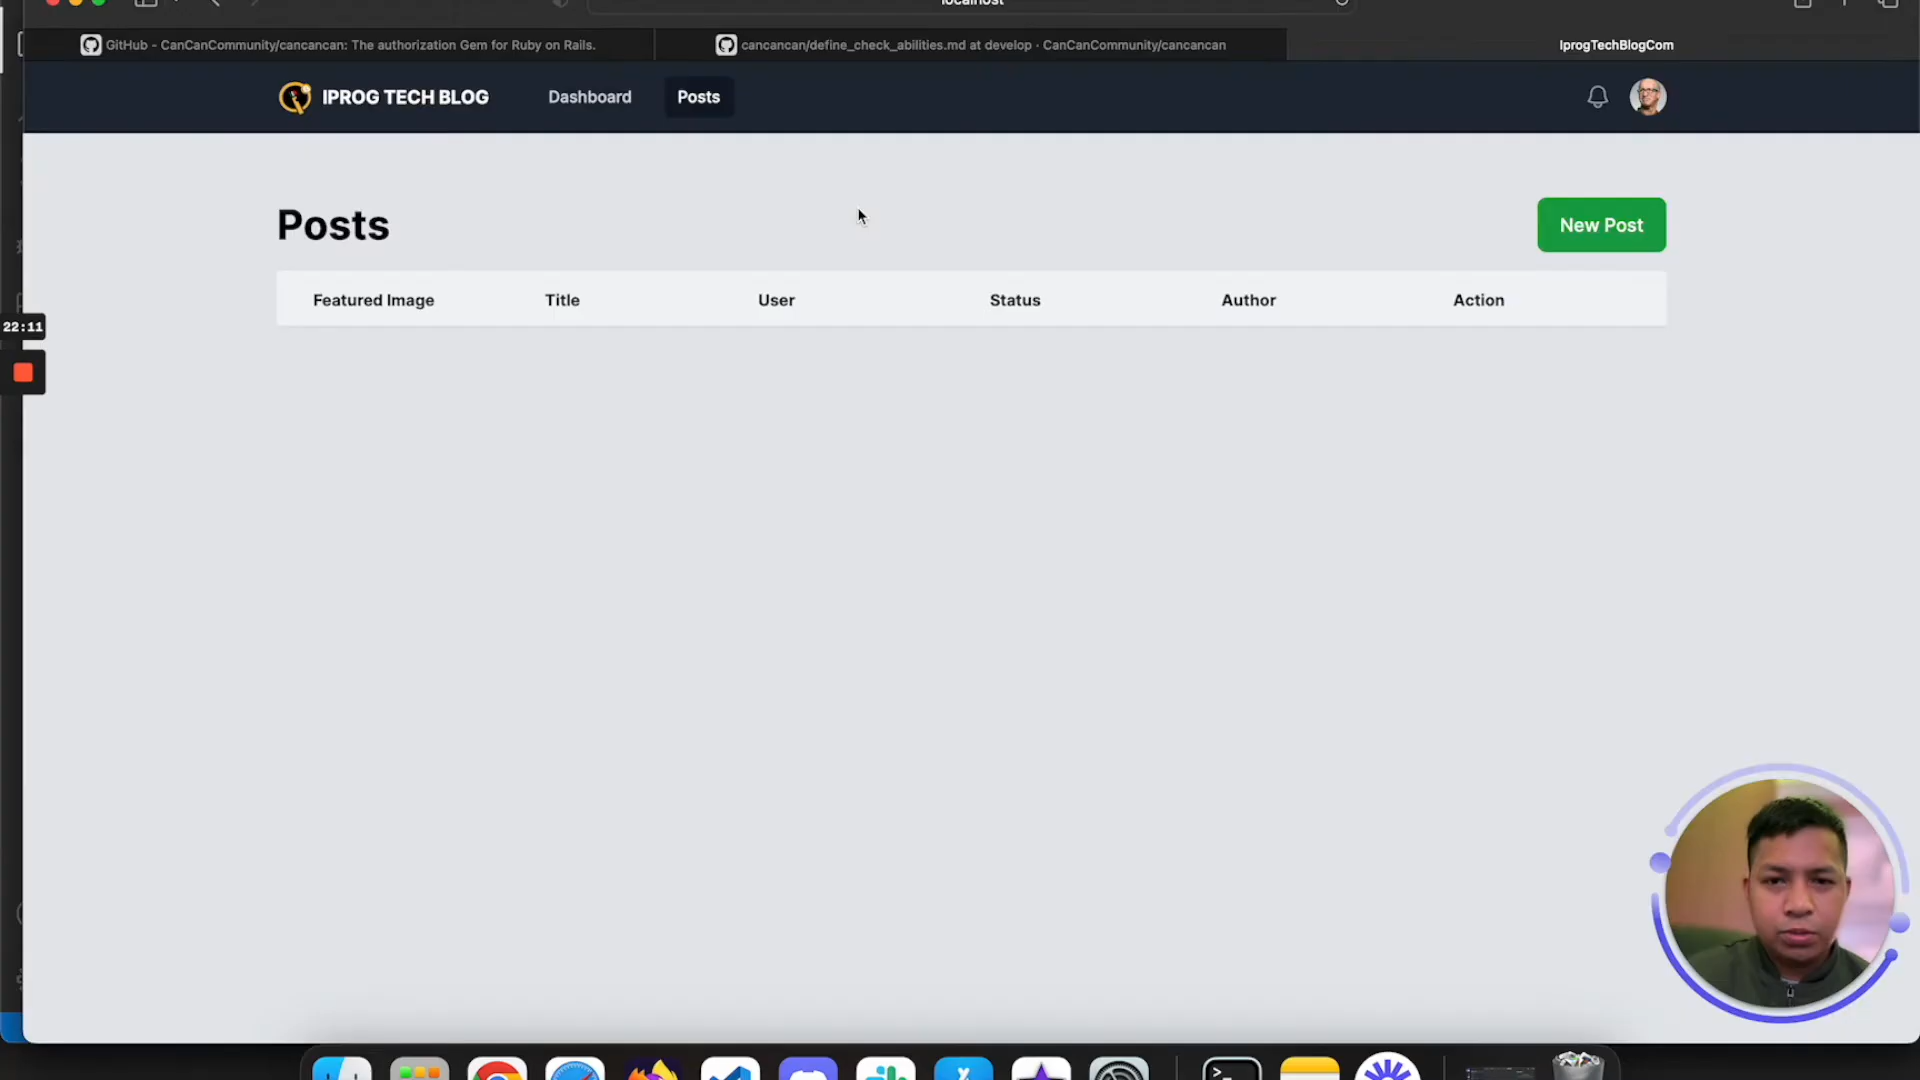 localhost
GitHub - CanCanCommunity/cancancan: The authorization Gem for Ruby on Rails.
cancancan/define_check_abilities.md at develop · CanCanCommunity/cancancan
IprogTechBlogCom
IPROG TECH BLOG
Dashboard
Posts
Posts
New Post
Featured Image
Title
User
Status
Author
Action
22:11